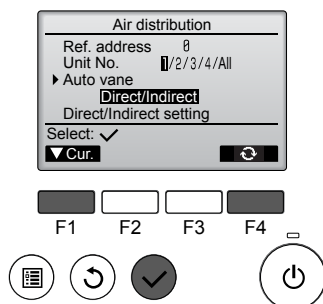 Air distribution
Ref. address 0
Unit No. 1/2/3/4/All
Auto vane
Direct/Indirect
Direct/Indirect setting
Select: ✓
▼Cur.
F1 F2 F3 F4